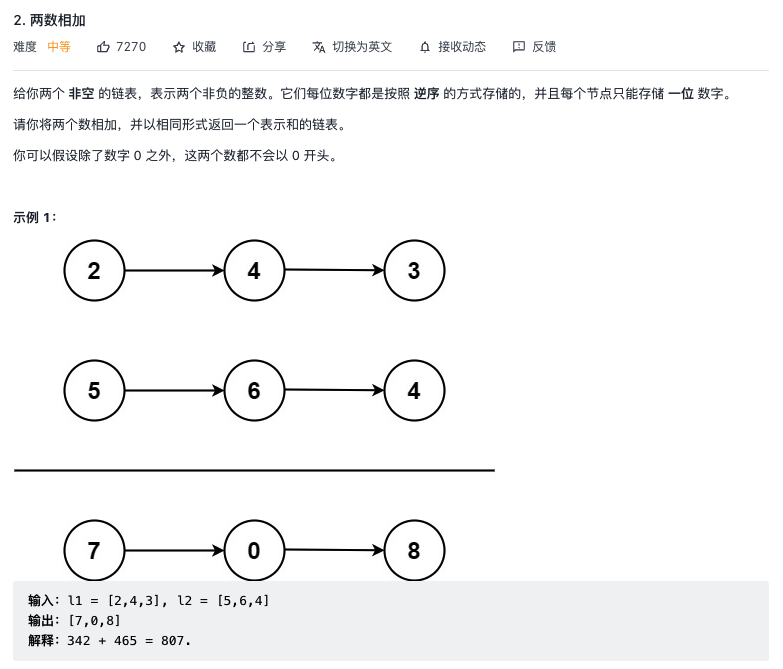 2. 两数相加
难度 中等 7270 收藏 分享 切换为英文 接收动态 反馈
给你两个 非空 的链表，表示两个非负的整数。它们每位数字都是按照 逆序 的方式存储的，并且每个节点只能存储 一位 数字。
请你将两个数相加，并以相同形式返回一个表示和的链表。
你可以假设除了数字 0 之外，这两个数都不会以 0 开头。
示例 1：
2 4 3
5 6 4
7 0 8
输入：l1 = [2,4,3], l2 = [5,6,4]
输出：[7,0,8]
解释：342 + 465 = 807.